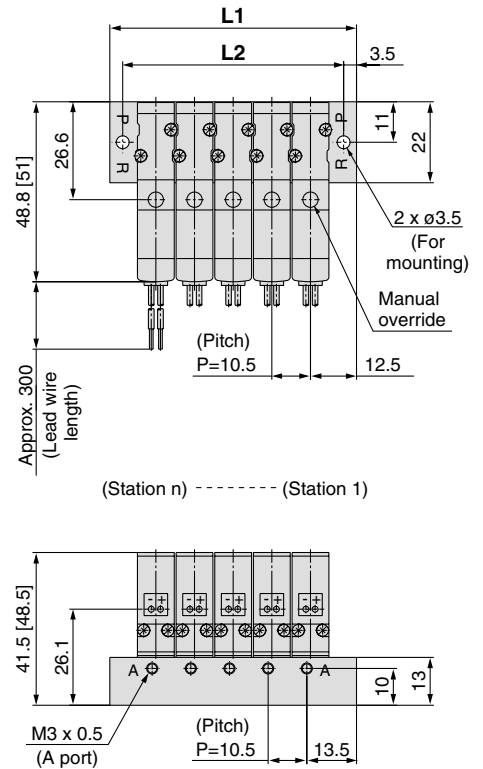 L1
L2
3.5
P
P
R
R
11
22
26.6
48.8 [51]
2 x ø3.5
(For
mounting)
Manual
override
(Pitch)
P=10.5
12.5
Approx. 300
(Lead wire
length)
(Station n) -------- (Station 1)
- +
- +
- +
- +
- +
41.5 [48.5]
26.1
A
A
10
13
M3 x 0.5
(A port)
(Pitch)
P=10.5
13.5